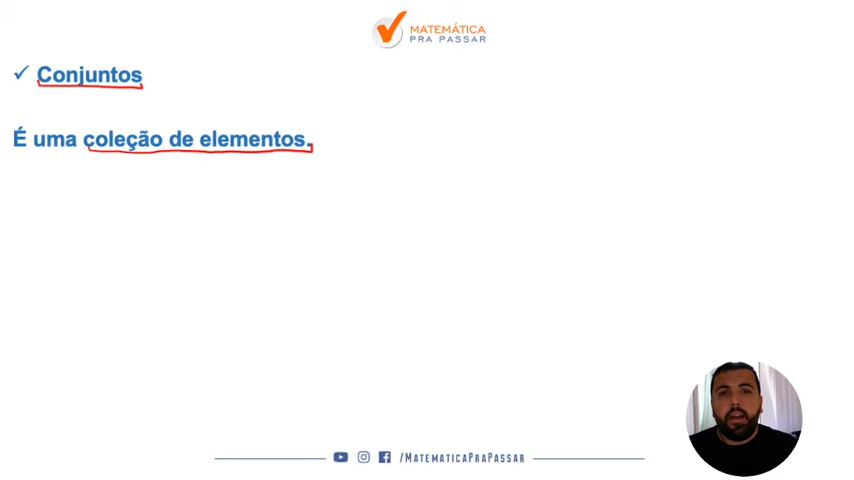 MATEMÁTICA
PRA PASSAR
✓ Conjuntos
É uma coleção de elementos.
/MATEMATICAPRAPASSAR